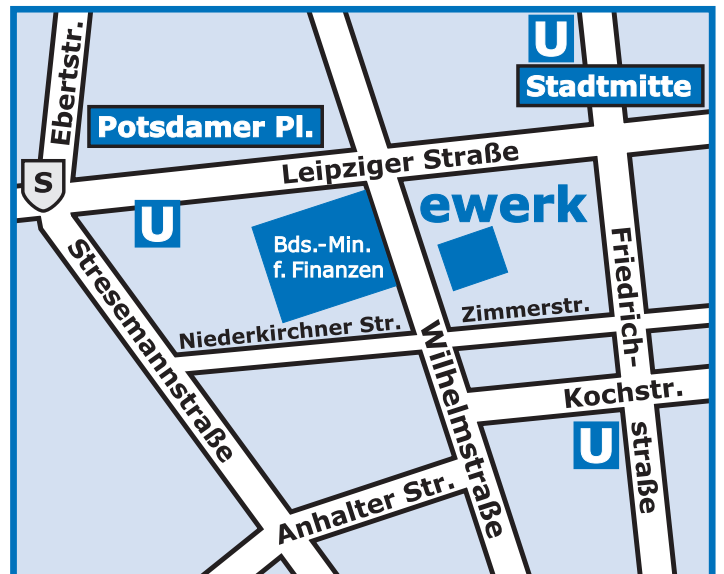 U
Stadtmitte
Ebertstr.
Potsdamer Pl.
Leipziger Straße
S
ewerk
U
Bds.-Min.
f. Finanzen
Friedrich-
straße
Stresemannstraße
Zimmerstr.
Niederkirchner Str.
Wilhelmstraße
Kochstr.
U
Anhalter Str.